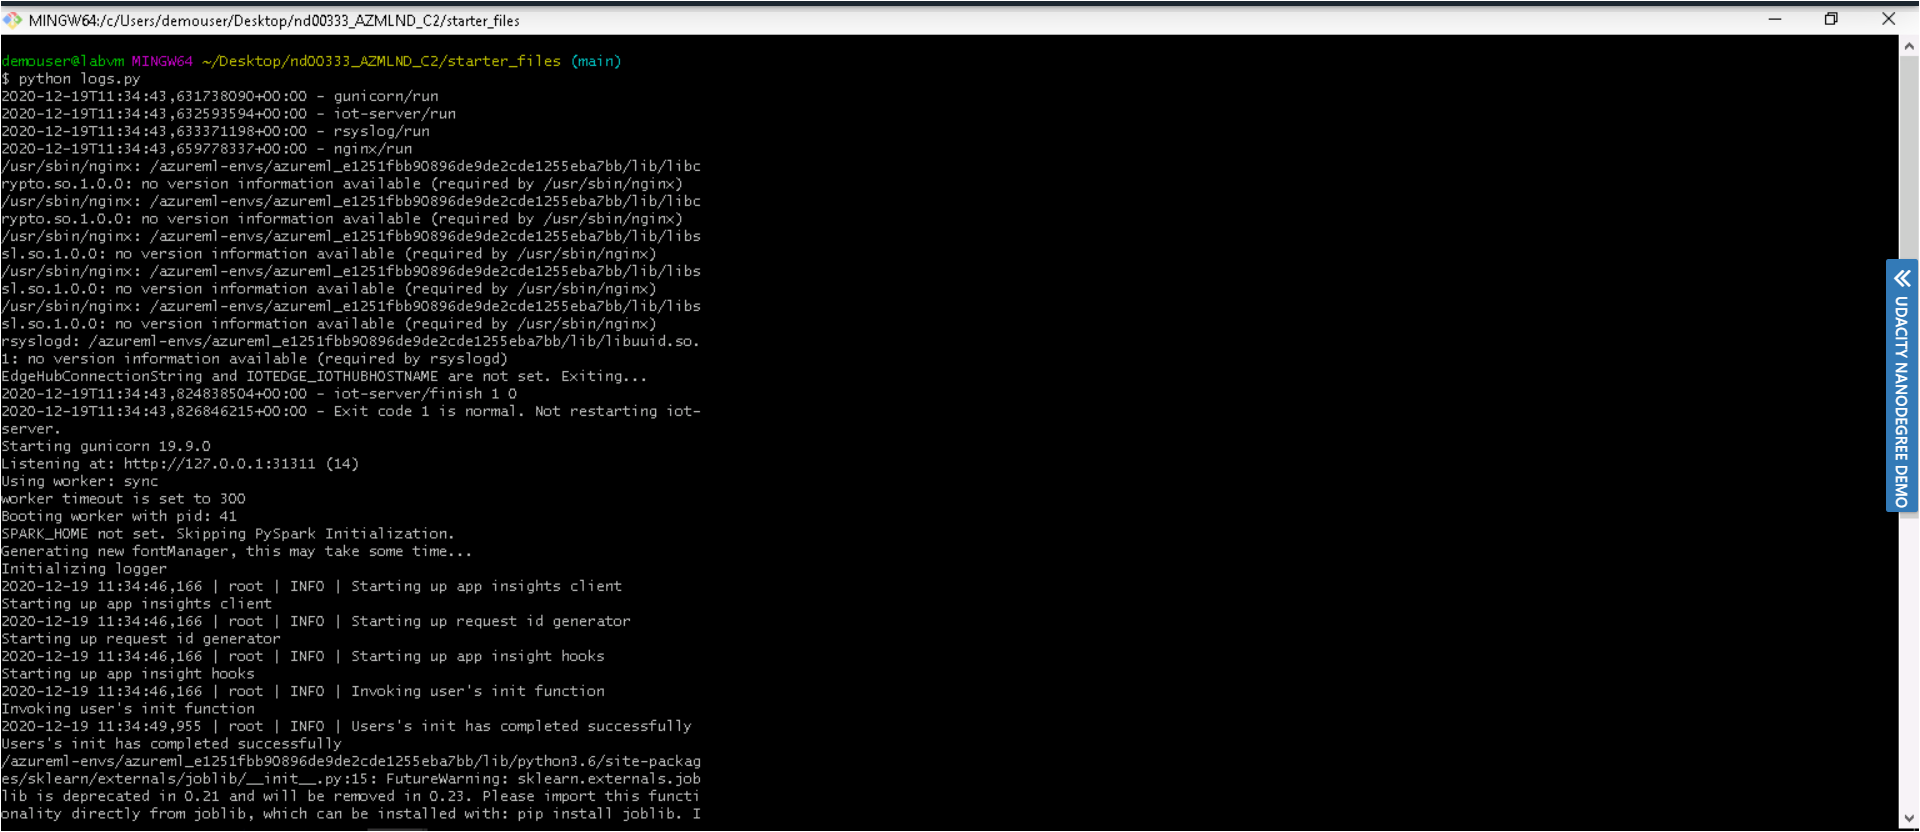 MINGW64:/c/Users/demouser/Desktop/nd00333_AZMLND_C2/starter_files
demouser@labvm MINGW64 ~/Desktop/nd00333_AZMLND_C2/starter_files (main)
$ python logs.py
2020-12-19T11:34:43,631738090+00:00 - gunicorn/run
2020-12-19T11:34:43,632593594+00:00 - iot-server/run
2020-12-19T11:34:43,633371198+00:00 - rsyslog/run
2020-12-19T11:34:43,659778337+00:00 - nginx/run
/usr/sbin/nginx: /azureml-envs/azureml_e1251fbb90896de9de2cde1255eba7bb/lib/libc
rypto.so.1.0.0: no version information available (required by /usr/sbin/nginx)
/usr/sbin/nginx: /azureml-envs/azureml_e1251fbb90896de9de2cde1255eba7bb/lib/libc
rypto.so.1.0.0: no version information available (required by /usr/sbin/nginx)
/usr/sbin/nginx: /azureml-envs/azureml_e1251fbb90896de9de2cde1255eba7bb/lib/libs
sl.so.1.0.0: no version information available (required by /usr/sbin/nginx)
/usr/sbin/nginx: /azureml-envs/azureml_e1251fbb90896de9de2cde1255eba7bb/lib/libs
sl.so.1.0.0: no version information available (required by /usr/sbin/nginx)
/usr/sbin/nginx: /azureml-envs/azureml_e1251fbb90896de9de2cde1255eba7bb/lib/libs
sl.so.1.0.0: no version information available (required by /usr/sbin/nginx)
rsyslogd: /azureml-envs/azureml_e1251fbb90896de9de2cde1255eba7bb/lib/libuuid.so.
1: no version information available (required by rsyslogd)
EdgeHubConnectionString and IOTEDGE_IOTHUBHOSTNAME are not set. Exiting...
2020-12-19T11:34:43,824838504+00:00 - iot-server/finish 1 0
2020-12-19T11:34:43,826846215+00:00 - Exit code 1 is normal. Not restarting iot-
server.
Starting gunicorn 19.9.0
Listening at: http://127.0.0.1:31311 (14)
Using worker: sync
worker timeout is set to 300
Booting worker with pid: 41
SPARK_HOME not set. Skipping PySpark Initialization.
Generating new fontManager, this may take some time...
Initializing logger
2020-12-19 11:34:46,166 | root | INFO | Starting up app insights client
Starting up app insights client
2020-12-19 11:34:46,166 | root | INFO | Starting up request id generator
Starting up request id generator
2020-12-19 11:34:46,166 | root | INFO | Starting up app insight hooks
Starting up app insight hooks
2020-12-19 11:34:46,166 | root | INFO | Invoking user's init function
Invoking user's init function
2020-12-19 11:34:49,955 | root | INFO | Users's init has completed successfully
Users's init has completed successfully
/azureml-envs/azureml_e1251fbb90896de9de2cde1255eba7bb/lib/python3.6/site-packag
es/sklearn/externals/joblib/__init__.py:15: FutureWarning: sklearn.externals.job
lib is deprecated in 0.21 and will be removed in 0.23. Please import this functi
onality directly from joblib, which can be installed with: pip install joblib. I
UDACITY NANODEGREE DEMO